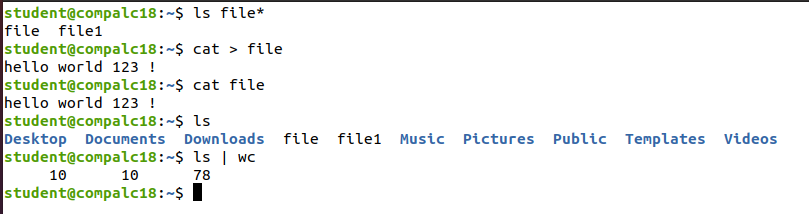 student@compalc18:~$ ls file*
file  file1
student@compalc18:~$ cat > file
hello world 123 !
student@compalc18:~$ cat file
hello world 123 !
student@compalc18:~$ ls
Desktop  Documents  Downloads  file  file1  Music  Pictures  Public  Templates  Videos
student@compalc18:~$ ls | wc
     10      10      78
student@compalc18:~$